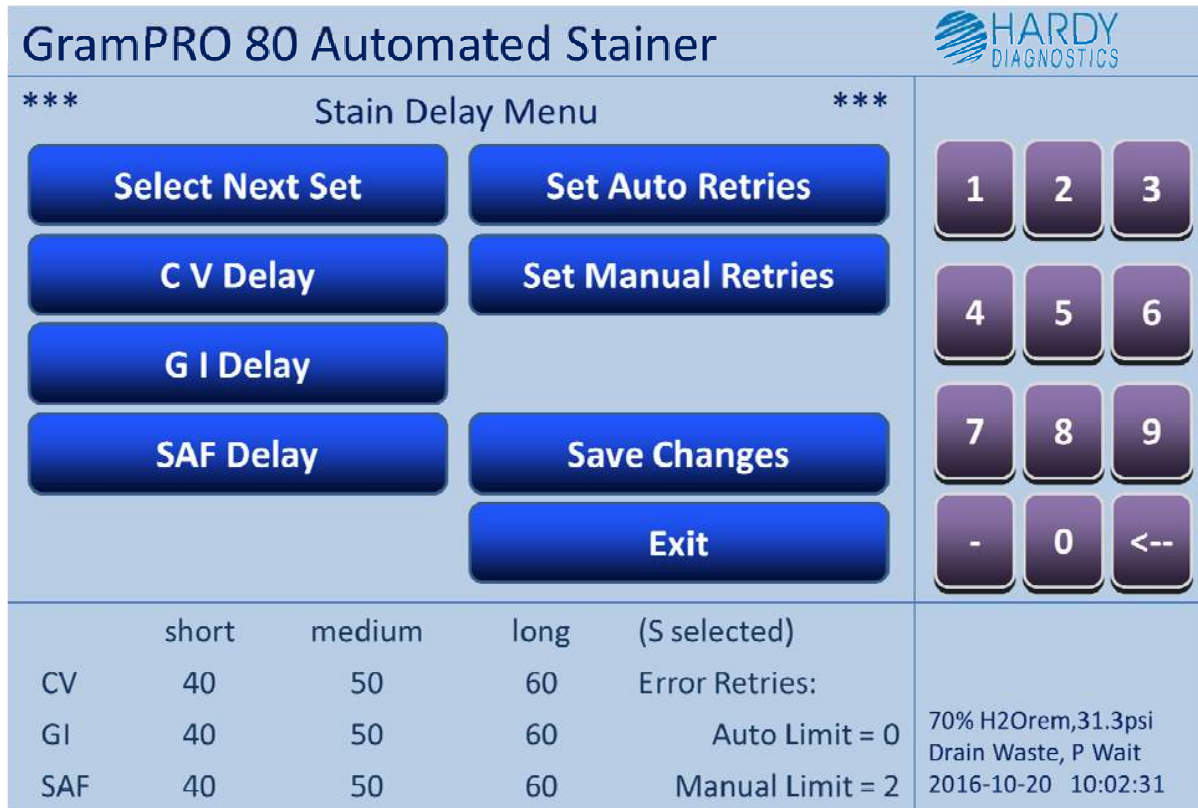 GramPRO 80 Automated Stainer
HARDY
DIAGNOSTICS
*** Stain Delay Menu ***
Select Next Set Set Auto Retries
C V Delay Set Manual Retries
G I Delay
SAF Delay Save Changes
Exit
1 2 3
4 5 6
7 8 9
- 0 <--
short medium long (S selected)
CV 40 50 60 Error Retries:
GI 40 50 60 Auto Limit = 0
SAF 40 50 60 Manual Limit = 2
70% H2Orem,31.3psi
Drain Waste, P Wait
2016-10-20 10:02:31